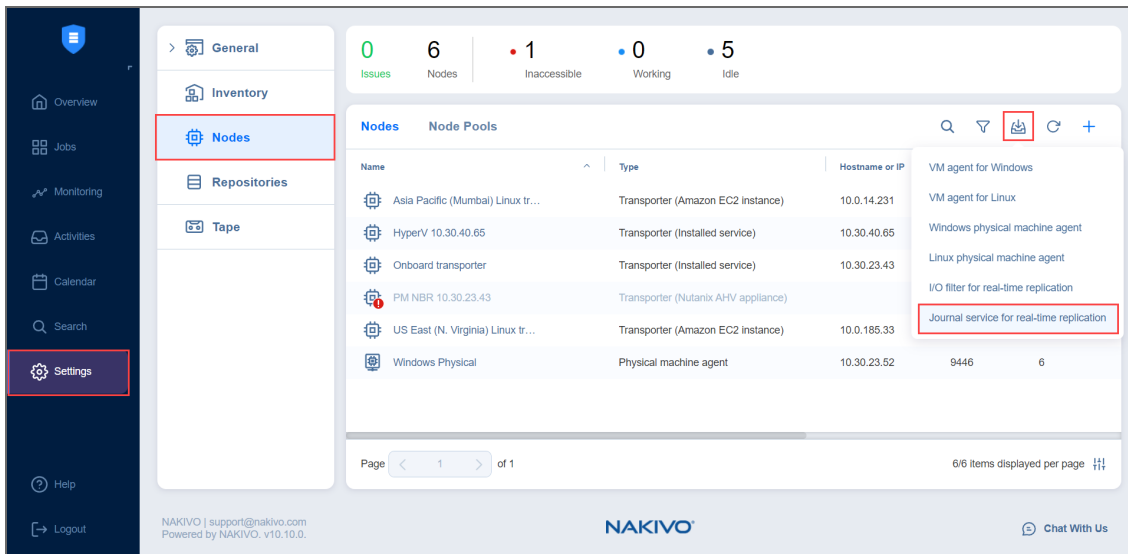 Overview
Jobs
Monitoring
Activities
Calendar
Search
Settings
Help
Logout
General
Inventory
Nodes
Repositories
Tape
0 6 1 0 5
Issues Nodes Inaccessible Working Idle
Nodes Node Pools
Name Type Hostname or IP
Asia Pacific (Mumbai) Linux tr... Transporter (Amazon EC2 instance) 10.0.14.231
HyperV 10.30.40.65 Transporter (Installed service) 10.30.40.65
Onboard transporter Transporter (Installed service) 10.30.23.43
PM NBR 10.30.23.43 Transporter (Nutanix AHV appliance)
US East (N. Virginia) Linux tr... Transporter (Amazon EC2 instance) 10.0.185.33
Windows Physical Physical machine agent 10.30.23.52 9446 6
VM agent for Windows
VM agent for Linux
Windows physical machine agent
Linux physical machine agent
I/O filter for real-time replication
Journal service for real-time replication
Page 1 of 1 6/6 items displayed per page
NAKIVO | support@nakivo.com
Powered by NAKIVO. v10.10.0.
NAKIVO®
Chat With Us